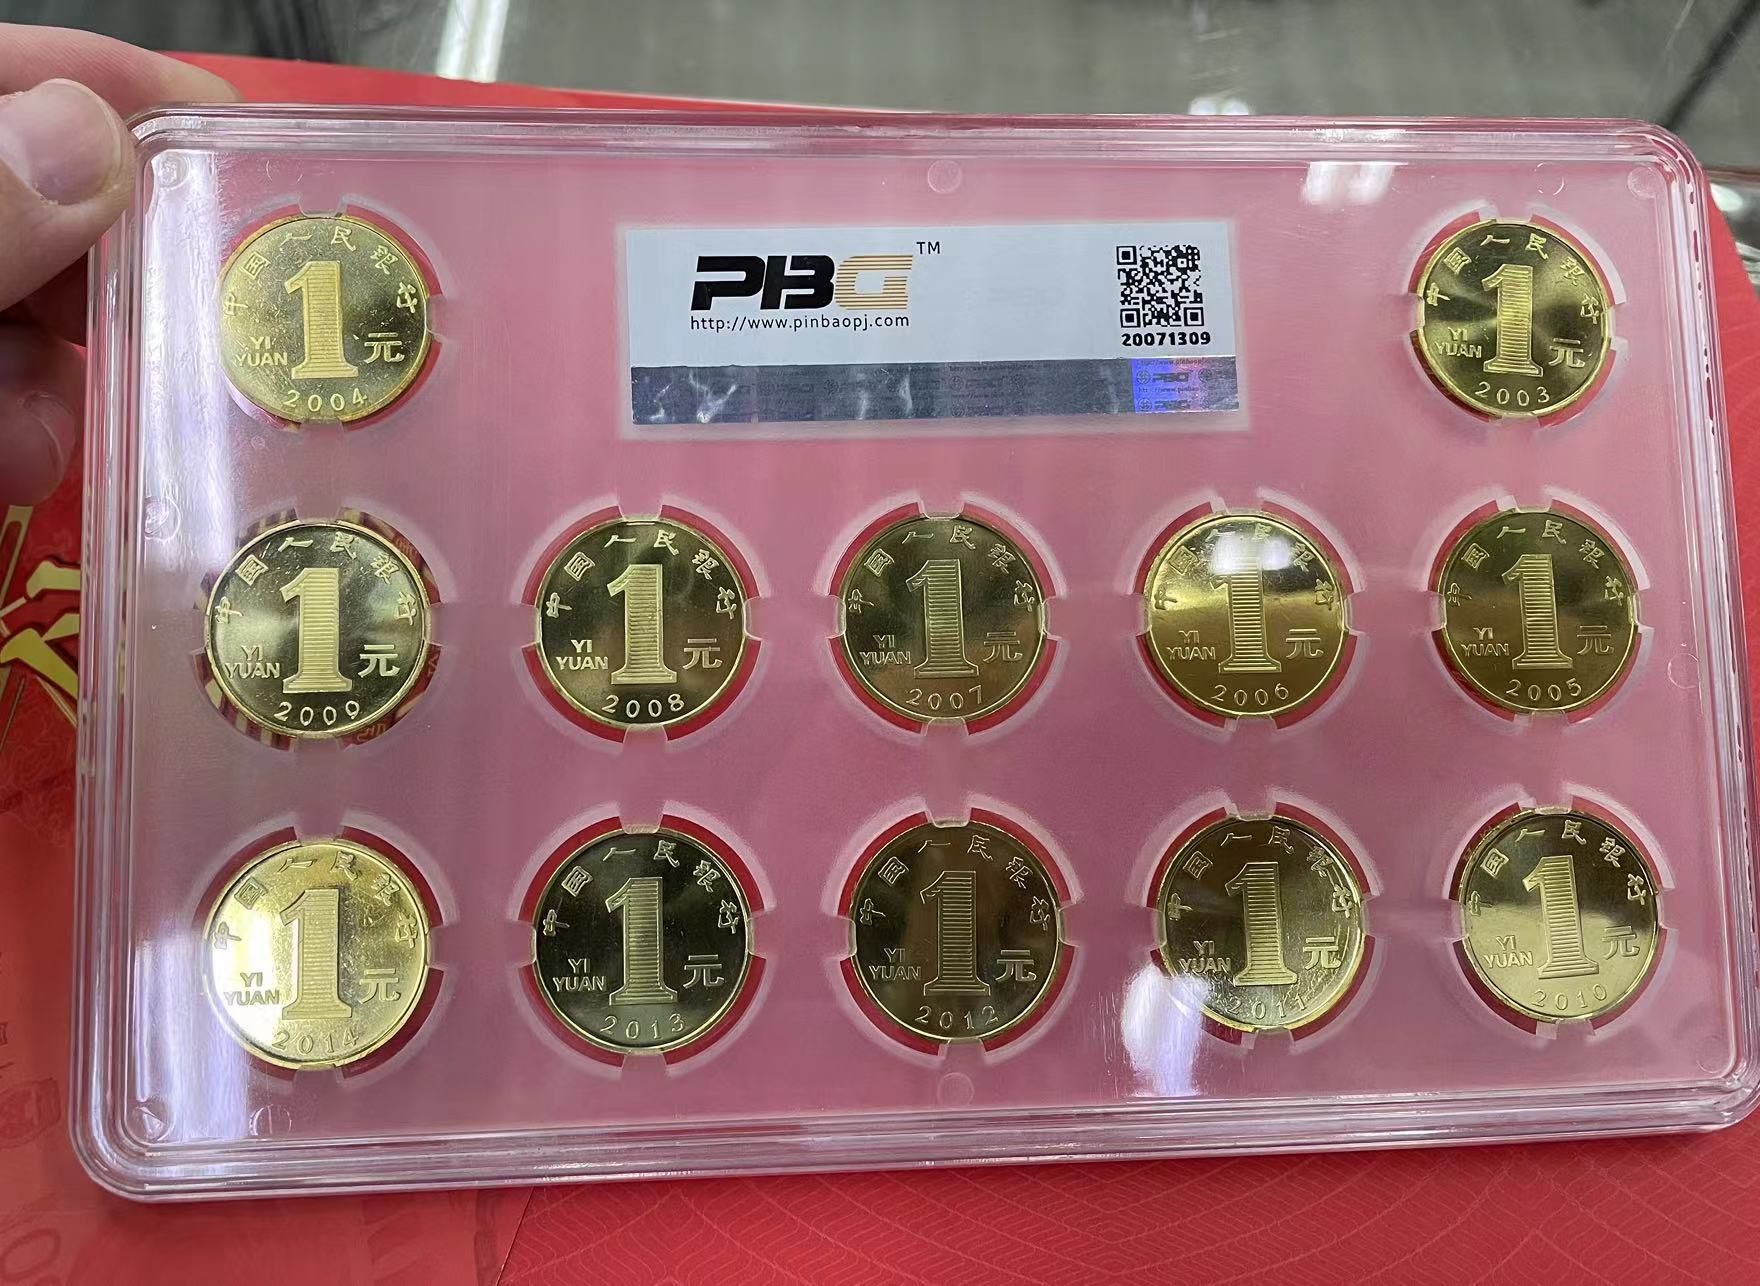 中国人民银行
YI
YUAN
1
元
2004
PBG™
http://www.pinbaopj.com
20071309
中国人民银行
YI
YUAN
1
元
2003
中国人民银行
YI
YUAN
1
元
2009
中国人民银行
YI
YUAN
1
元
2008
中国人民银行
YI
YUAN
1
元
2007
中国人民银行
YI
YUAN
1
元
2006
中国人民银行
YI
YUAN
1
元
2005
中国人民银行
YI
YUAN
1
元
2014
中国人民银行
YI
YUAN
1
元
2013
中国人民银行
YI
YUAN
1
元
2012
中国人民银行
YI
YUAN
1
元
2011
中国人民银行
YI
YUAN
1
元
2010